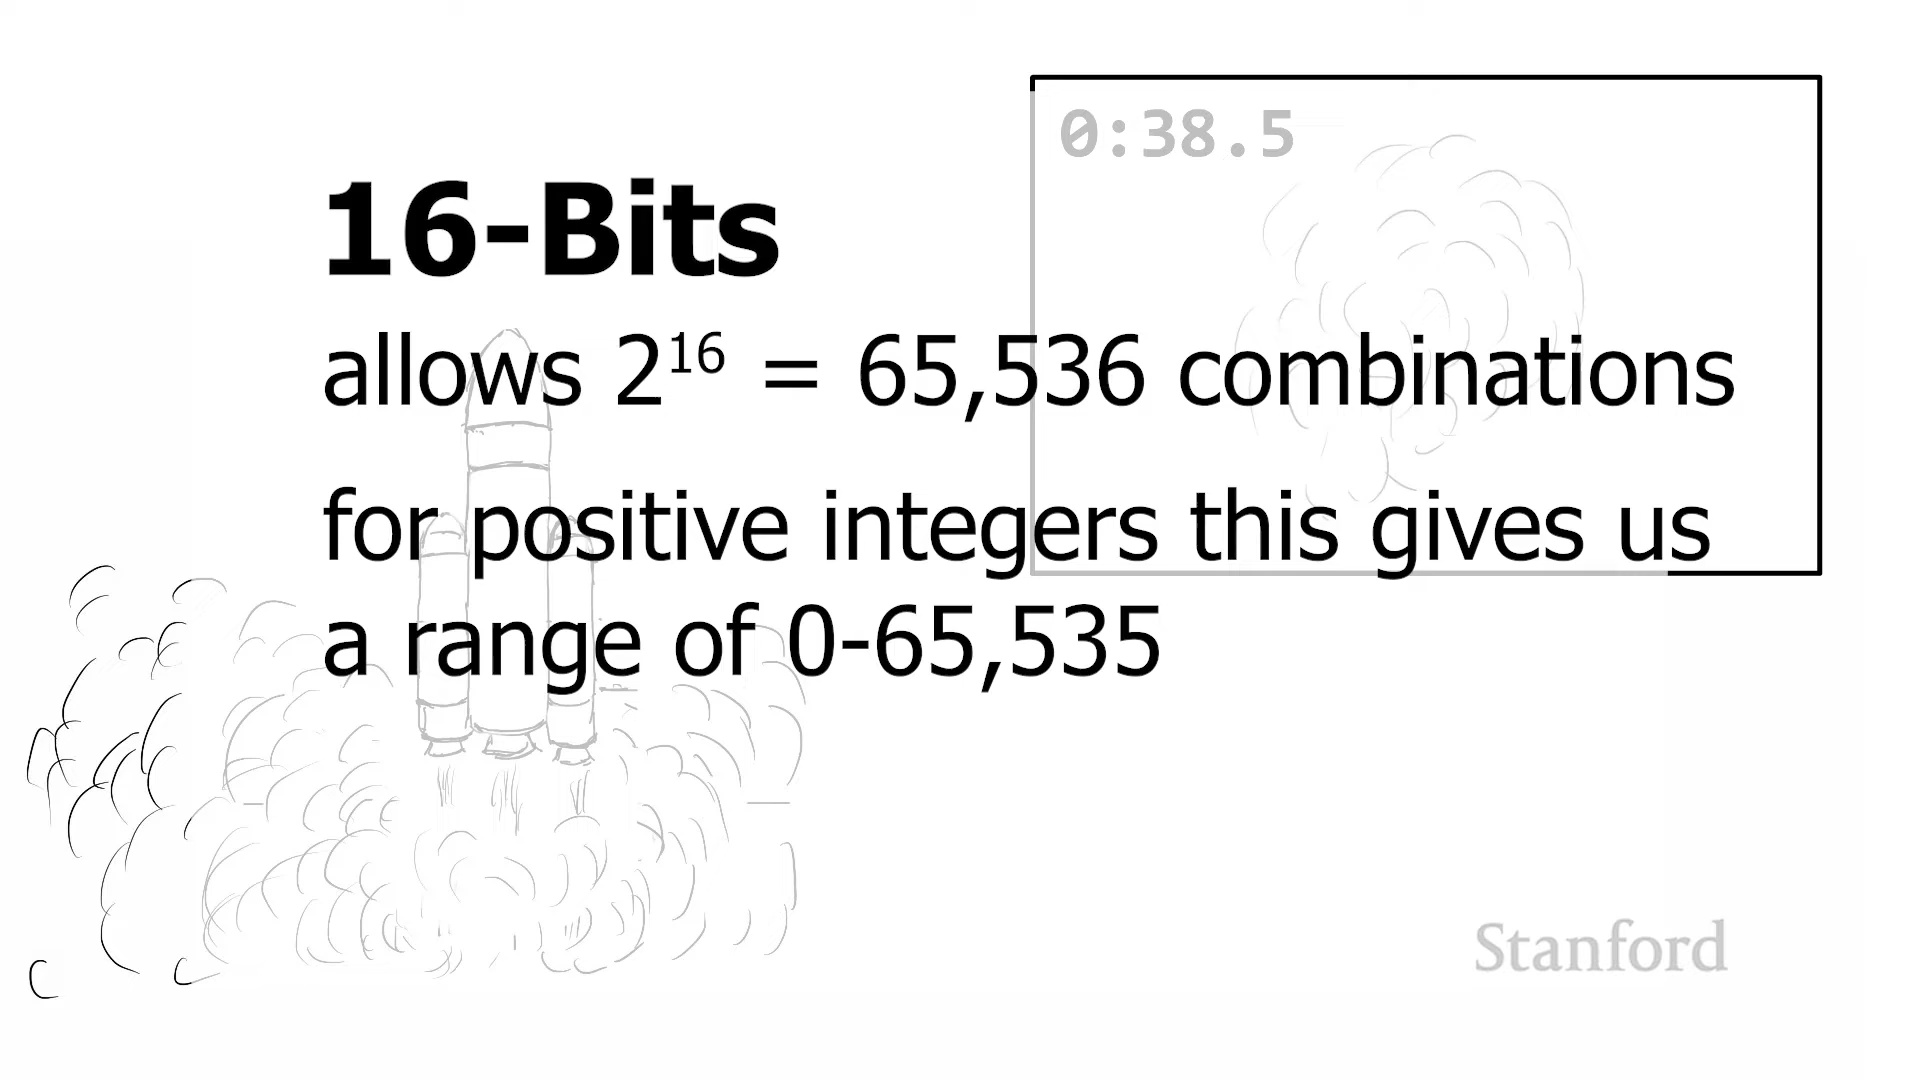 0:38.5
16-Bits
allows 2¹⁶ = 65,536 combinations
for positive integers this gives us
a range of 0-65,535
Stanford